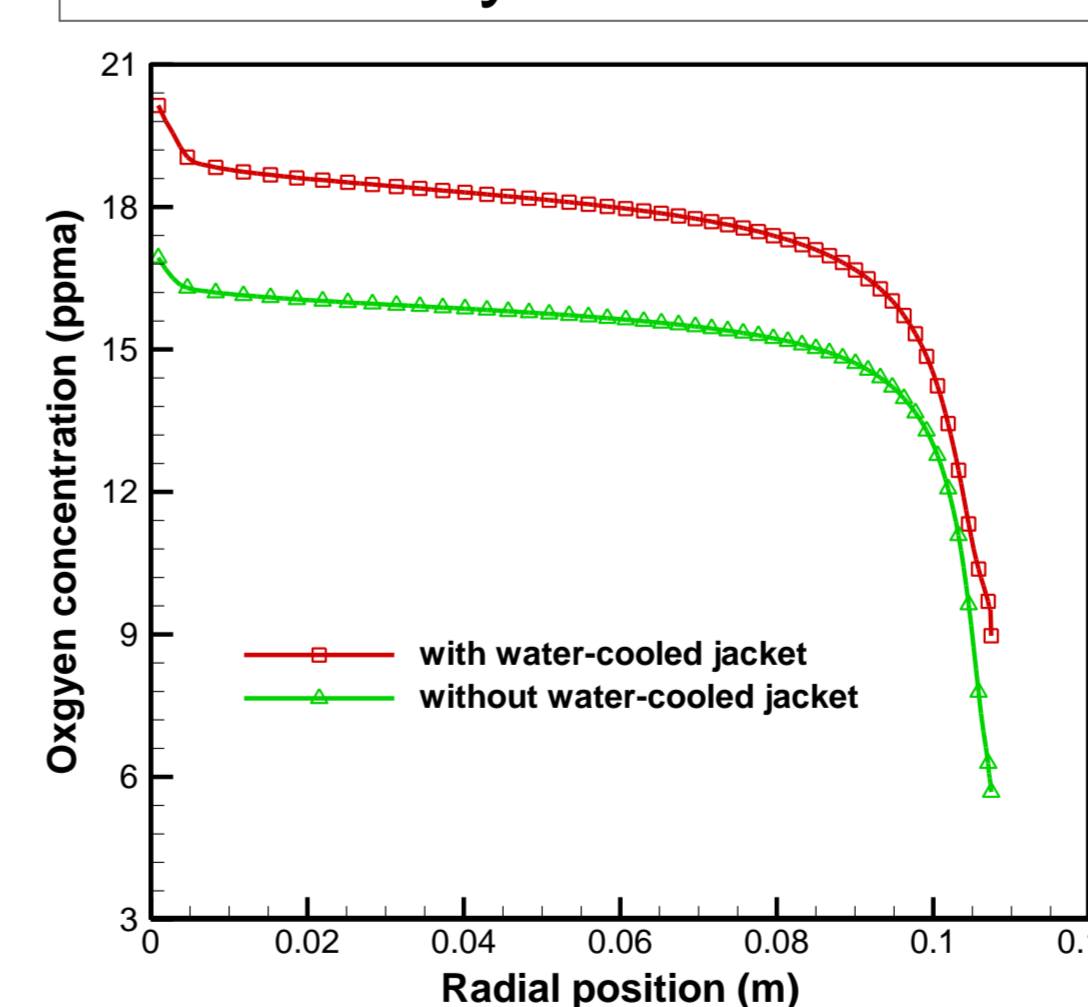 21
18
15
12
9
6
3
Oxgyen concentration (ppma)
with water-cooled jacket
without water-cooled jacket
0 0.02 0.04 0.06 0.08 0.1
Radial position (m)